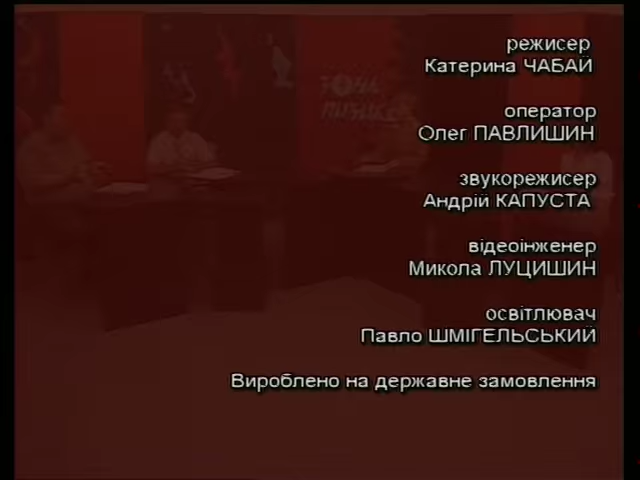 режисер
Катерина ЧАБАЙ
оператор
Олег ПАВЛИШИН
звукорежисер
Андрій КАПУСТА
відеоінженер
Микола ЛУЦИШИН
освітлювач
Павло ШМІГЕЛЬСЬКИЙ
Вироблено на державне замовлення